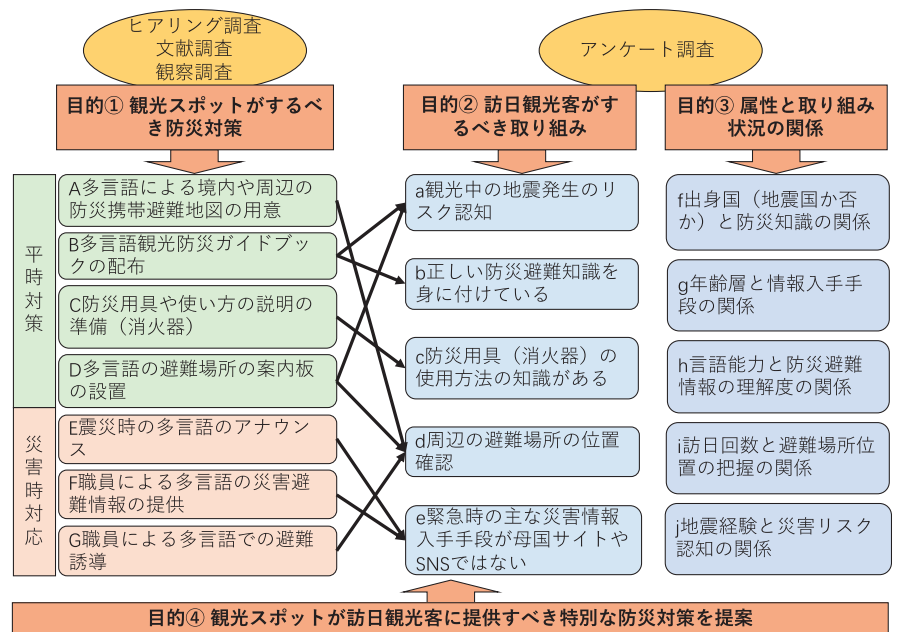 ヒアリング調査
文献調査
観察調査
アンケート調査
目的① 観光スポットがするべ
き防災対策
目的② 訪日観光客がす
るべき取り組み
目的③ 属性と取り組み
状況の関係
平時対策
A多言語による境内や周辺の
防災携帯避難地図の用意
B多言語観光防災ガイドブッ
クの配布
C防災用具や使い方の説明の
準備（消火器）
D多言語の避難場所の案内板
の設置
災害時対応
E震災時の多言語のアナウン
ス
F職員による多言語の災害避
難情報の提供
G職員による多言語での避難
誘導
a観光中の地震発生のリ
スク認知
b正しい防災避難知識を
身に付けている
c防災用具（消火器）の
使用方法の知識がある
d周辺の避難場所の位置
確認
e緊急時の主な災害情報
入手手段が母国サイトや
SNSではない
f出身国（地震国か否
か）と防災知識の関係
g年齢層と情報入手手
段の関係
h言語能力と防災避難
情報の理解度の関係
i訪日回数と避難場所位
置の把握の関係
j地震経験と災害リスク
認知の関係
目的④ 観光スポットが訪日観光客に提供すべき特別な防災対策を提案